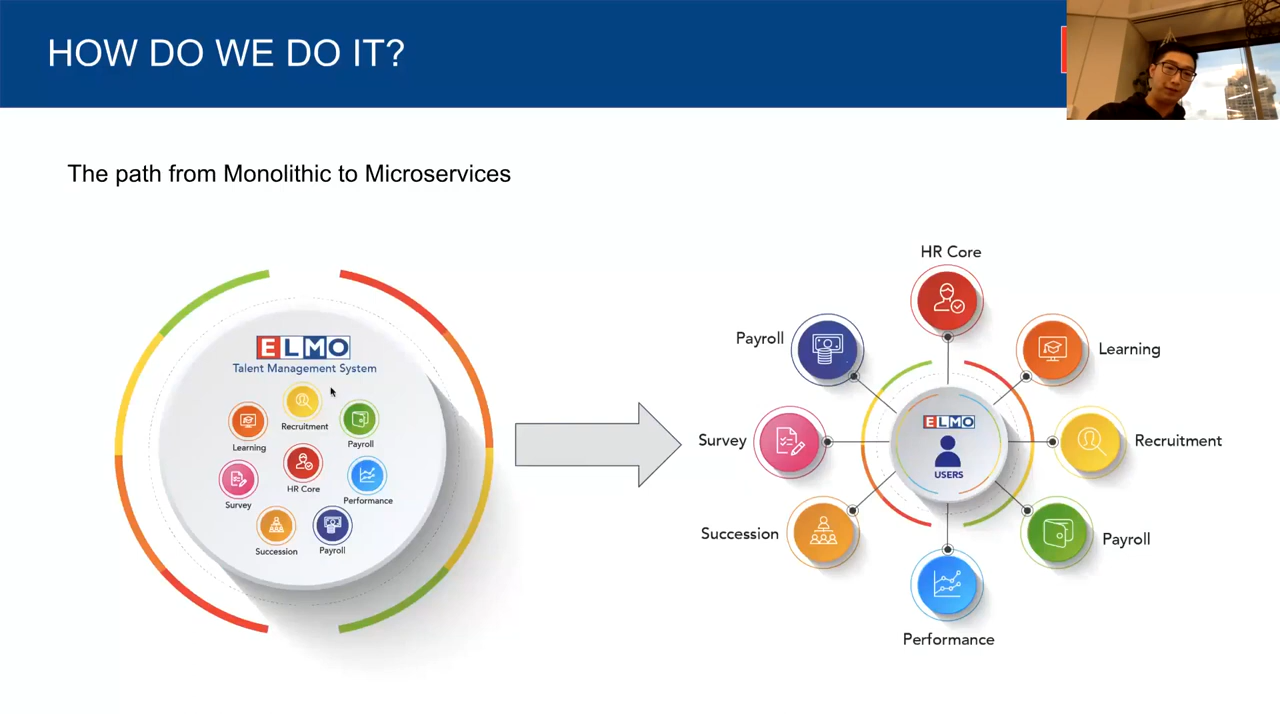 HOW DO WE DO IT?
The path from Monolithic to Microservices
ELMO
Talent Management System
Recruitment
Learning
Payroll
HR Core
Survey
Performance
Succession
Payroll
HR Core
Payroll
Learning
Survey
ELMO
USERS
Recruitment
Succession
Payroll
Performance